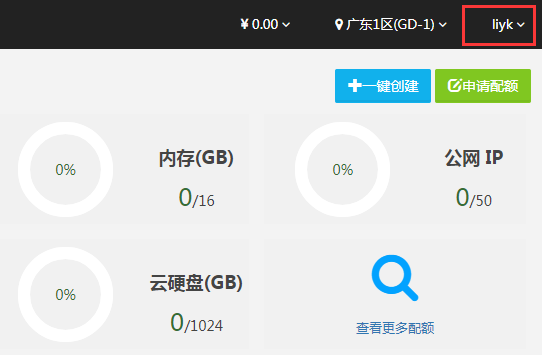 ¥ 0.00 广东1区(GD-1) liyk
一键创建 申请配额
0% 内存(GB) 0/16
0% 公网 IP 0/50
0% 云硬盘(GB) 0/1024
查看更多配额